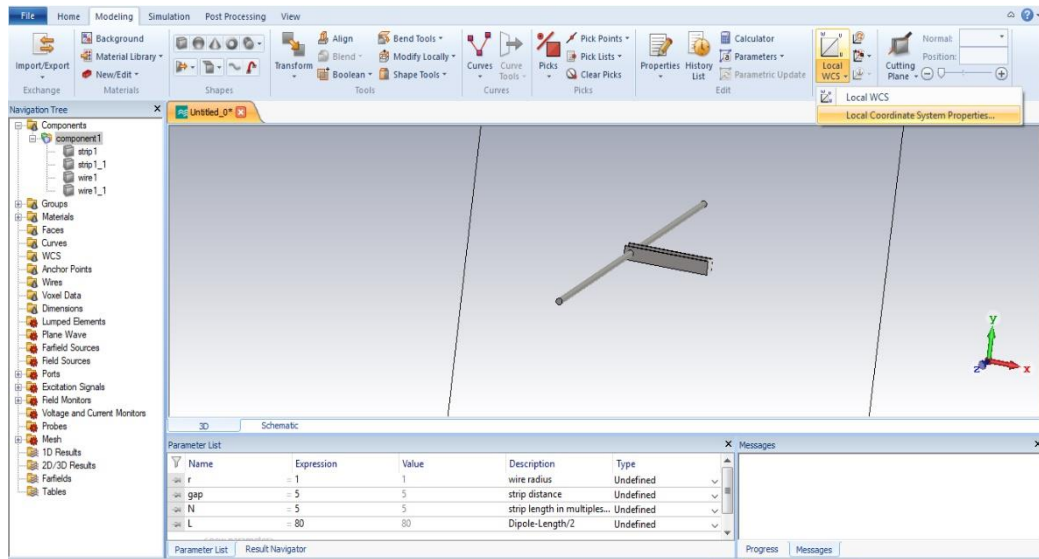 File Home Modeling Simulation Post Processing View
Background
Material Library
New/Edit
Import/Export
Exchange
Materials
Shapes
Transform
Align
Blend
Boolean
Bend Tools
Modify Locally
Shape Tools
Tools
Curves
Curve Tools
Curves
Picks
Pick Points
Pick Lists
Clear Picks
Picks
Properties
History List
Calculator
Parameters
Parametric Update
Edit
Local WCS
Cutting Plane
Normal:
Position:
Local WCS
Local Coordinate System Properties...
Navigation Tree
Untitled_0*
Components
component1
strip1
strip1_1
wire1
wire1_1
Groups
Materials
Faces
Curves
WCS
Anchor Points
Wires
Voxel Data
Dimensions
Lumped Elements
Plane Wave
Farfield Sources
Field Sources
Ports
Excitation Signals
Field Monitors
Voltage and Current Monitors
Probes
Mesh
1D Results
2D/3D Results
Farfields
Tables
y
z x
3D Schematic
Parameter List
Name Expression Value Description Type
r = 1 1 wire radius Undefined
gap = 5 5 strip distance Undefined
N = 5 5 strip length in multiples... Undefined
L = 80 80 Dipole-Length/2 Undefined
Parameter List Result Navigator
Messages
Progress Messages